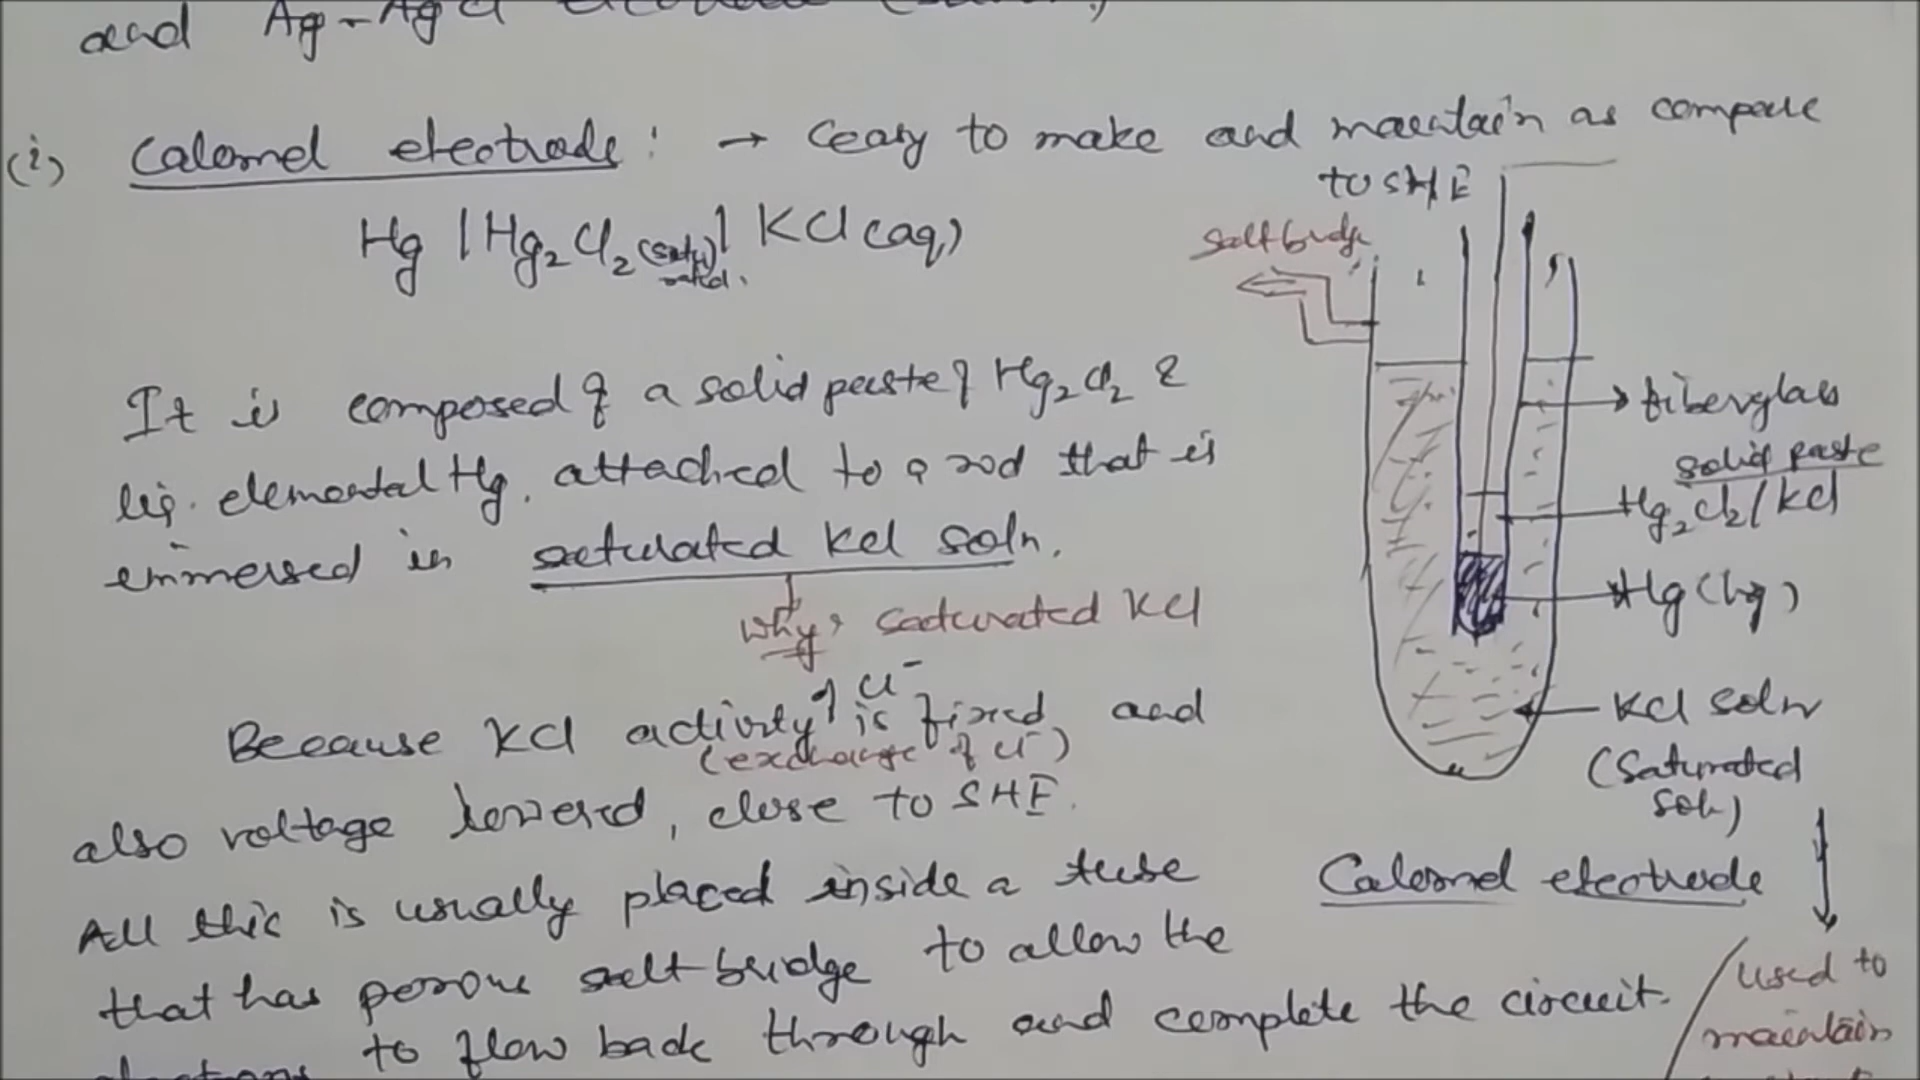 and Ag-AgCl
(i) Calomel electrode: → (easy to make and maintain as compare
to SHE
Hg | Hg2Cl2 (satu rated.) | KCl (aq)
salt bridge
It is composed of a solid paste of Hg2Cl2 &
liq. elemental Hg. attached to a rod that is
immersed in saturated KCl soln.
why, saturated KCl
Because KCl activity of Cl- is fixed, and
(exchange of Cl-)
also voltage lowered, close to SHE.
All this is usually placed inside a tube
that has porous salt bridge to allow the
electrons to flow back through and complete the circuit.
fiberglass
solid paste
Hg2Cl2/KCl
Hg (liq)
KCl soln
(Saturated
soln)
Calomel electrode
used to
maintain